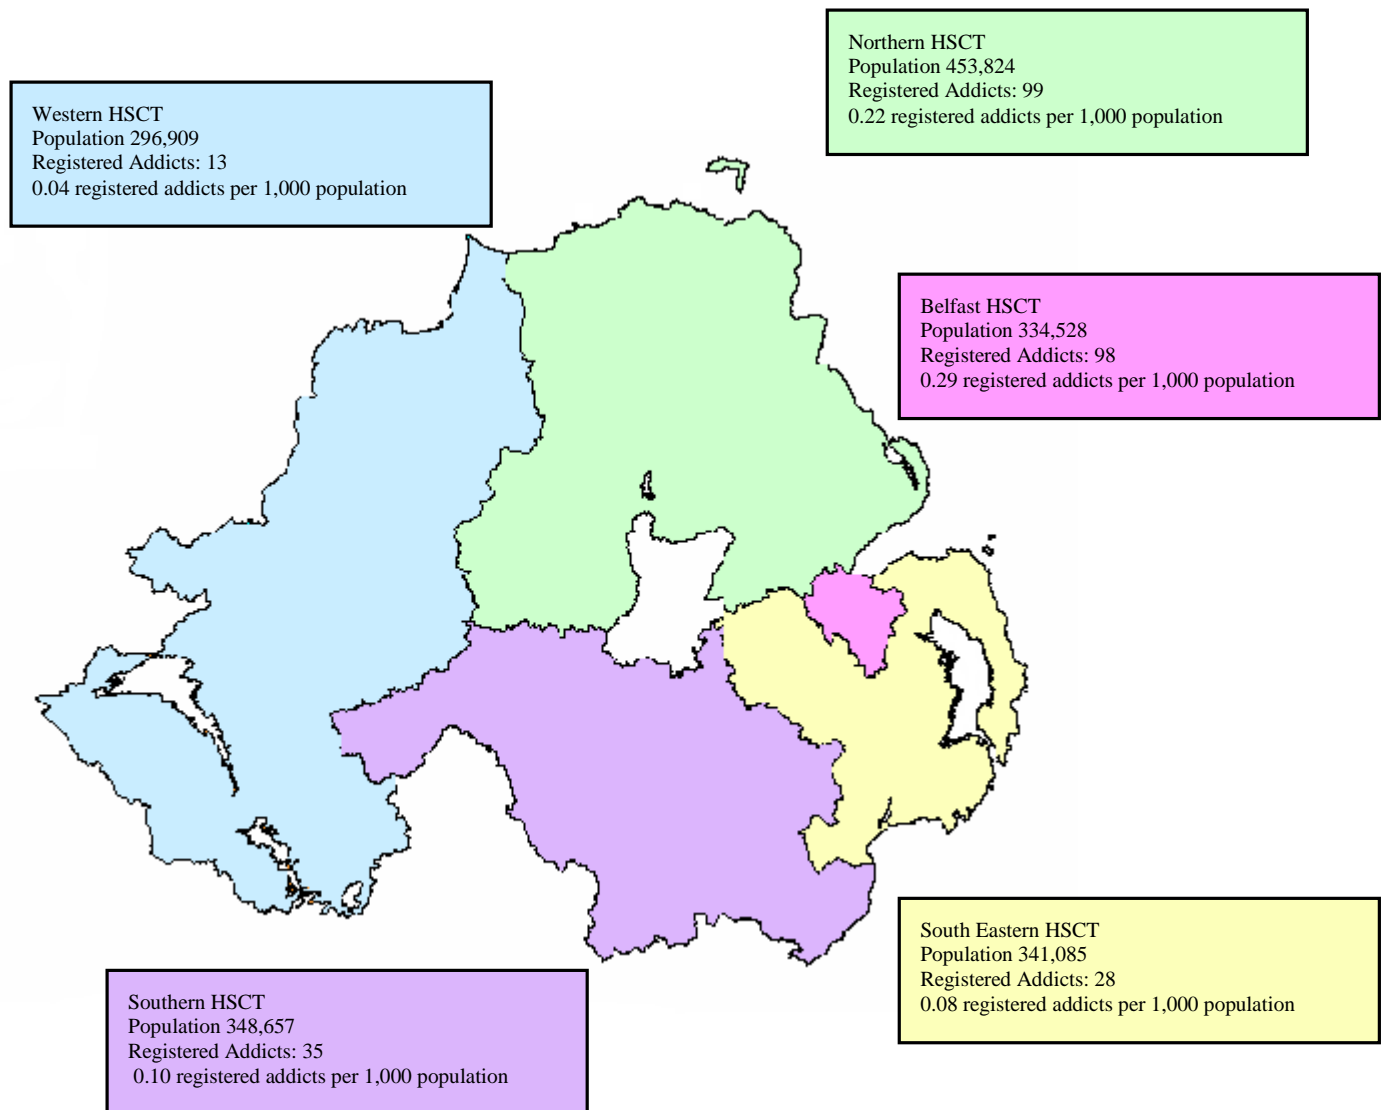 Northern HSCT
Population 453,824
Registered Addicts: 99
0.22 registered addicts per 1,000 population
Western HSCT
Population 296,909
Registered Addicts: 13
0.04 registered addicts per 1,000 population
Belfast HSCT
Population 334,528
Registered Addicts: 98
0.29 registered addicts per 1,000 population
South Eastern HSCT
Population 341,085
Registered Addicts: 28
0.08 registered addicts per 1,000 population
Southern HSCT
Population 348,657
Registered Addicts: 35
0.10 registered addicts per 1,000 population